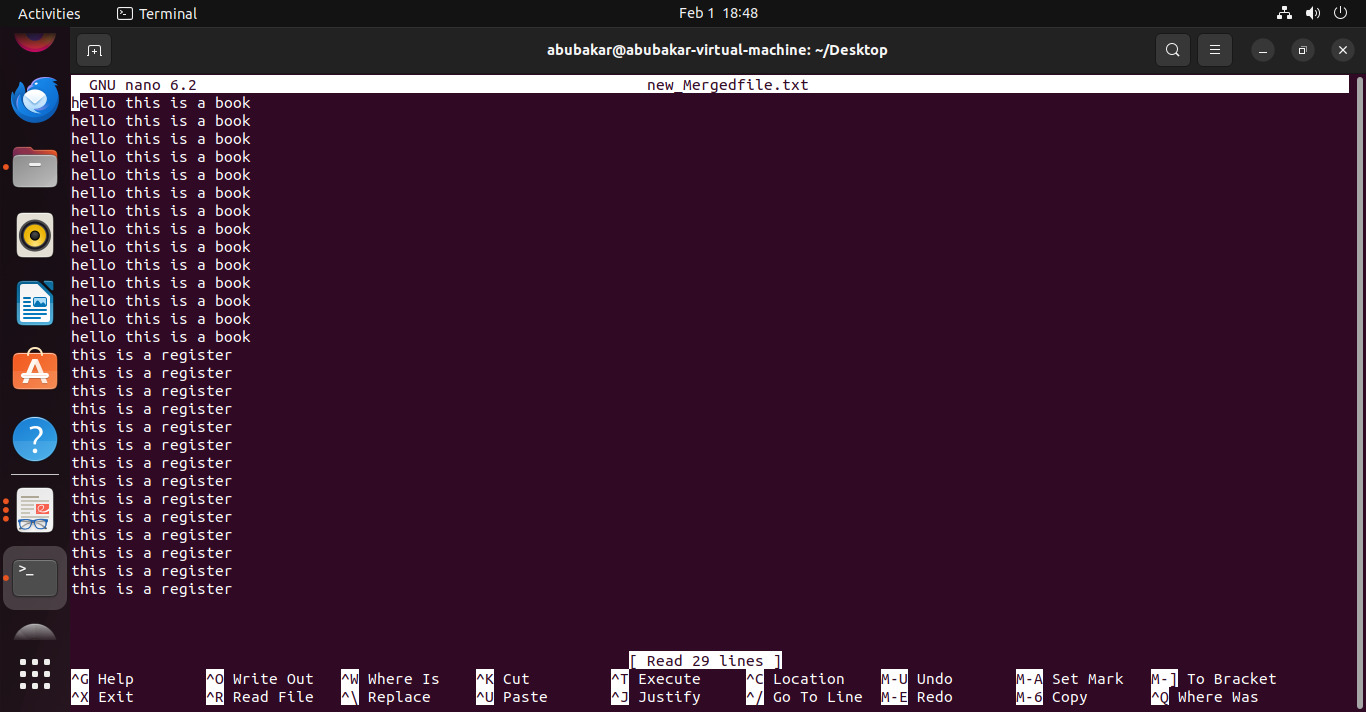 Activities Terminal Feb 1 18:48
abubakar@abubakar-virtual-machine: ~/Desktop
GNU nano 6.2 new_Mergedfile.txt
hello this is a book
hello this is a book
hello this is a book
hello this is a book
hello this is a book
hello this is a book
hello this is a book
hello this is a book
hello this is a book
hello this is a book
hello this is a book
hello this is a book
hello this is a book
hello this is a book
this is a register
this is a register
this is a register
this is a register
this is a register
this is a register
this is a register
this is a register
this is a register
this is a register
this is a register
this is a register
this is a register
this is a register
[ Read 29 lines ]
^G Help ^O Write Out ^W Where Is ^K Cut ^T Execute ^C Location M-U Undo M-A Set Mark M-] To Bracket
^X Exit ^R Read File ^\ Replace ^U Paste ^J Justify ^/ Go To Line M-E Redo M-6 Copy ^Q Where Was